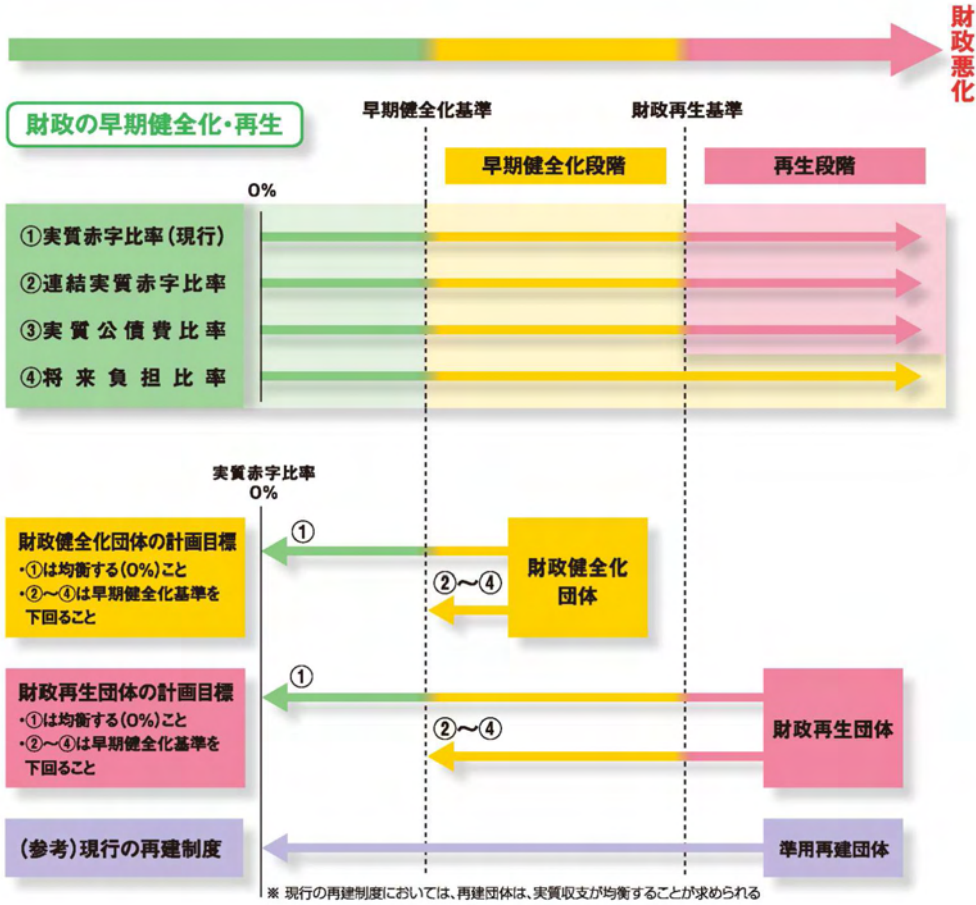 財政悪化
財政の早期健全化・再生
早期健全化基準
財政再生基準
早期健全化段階
再生段階
0%
①実質赤字比率(現行)
②連結実質赤字比率
③実質公債費比率
④将来負担比率
実質赤字比率
0%
財政健全化団体の計画目標
・①は均衡する(0%)こと
・②～④は早期健全化基準を
下回ること
①
②～④
財政健全化
団体
財政再生団体の計画目標
・①は均衡する(0%)こと
・②～④は早期健全化基準を
下回ること
①
②～④
財政再生団体
(参考)現行の再建制度
準用再建団体
※ 現行の再建制度においては、再建団体は、実質収支が均衡することが求められる